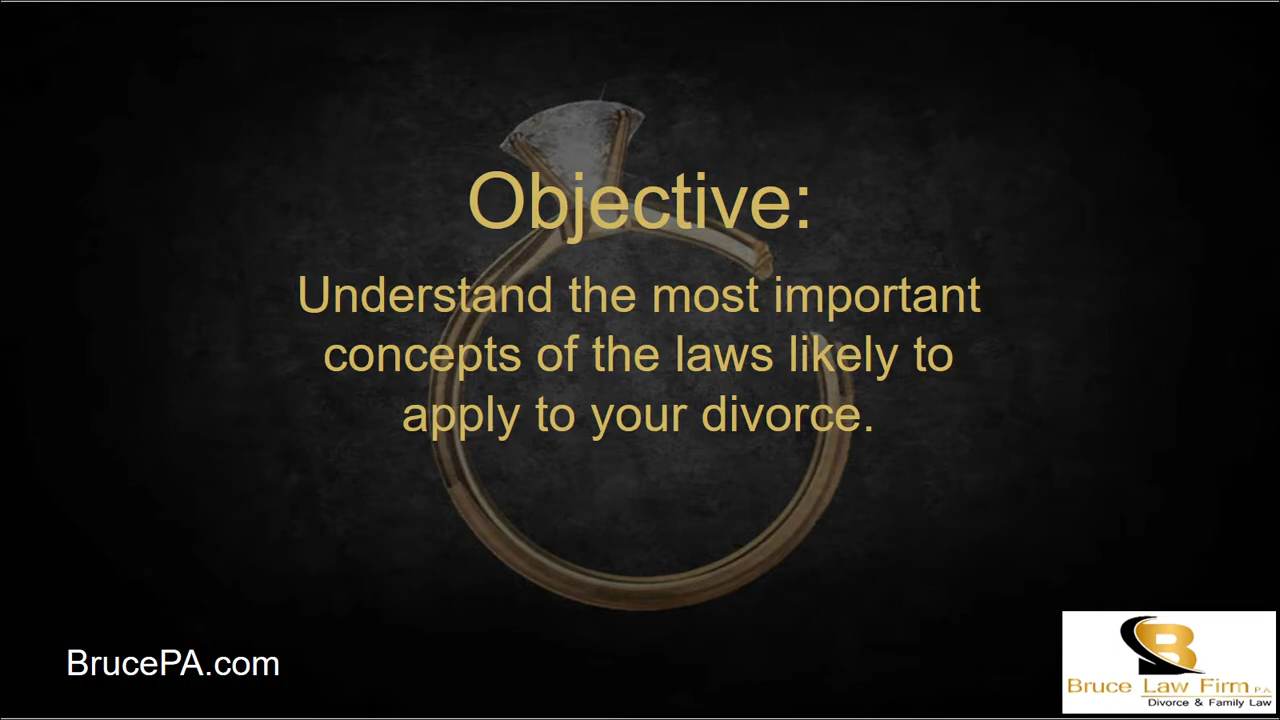 Objective:
Understand the most important
concepts of the laws likely to
apply to your divorce.
BrucePA.com
B
Bruce Law Firm P.A.
Divorce & Family Law